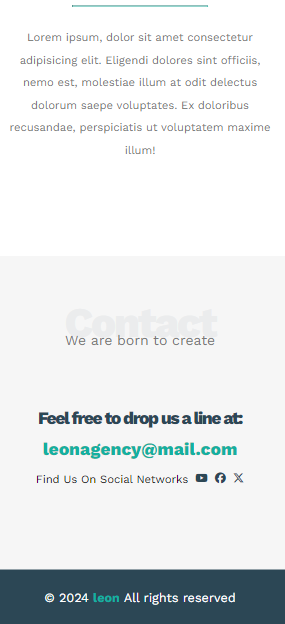 Lorem ipsum, dolor sit amet consectetur
adipisicing elit. Eligendi dolores sint officiis,
nemo est, molestiae illum at odit delectus
dolorum saepe voluptates. Ex doloribus
recusandae, perspiciatis ut voluptatem maxime
illum!
Contact
We are born to create
Feel free to drop us a line at:
leonagency@mail.com
Find Us On Social Networks
© 2024 leon All rights reserved